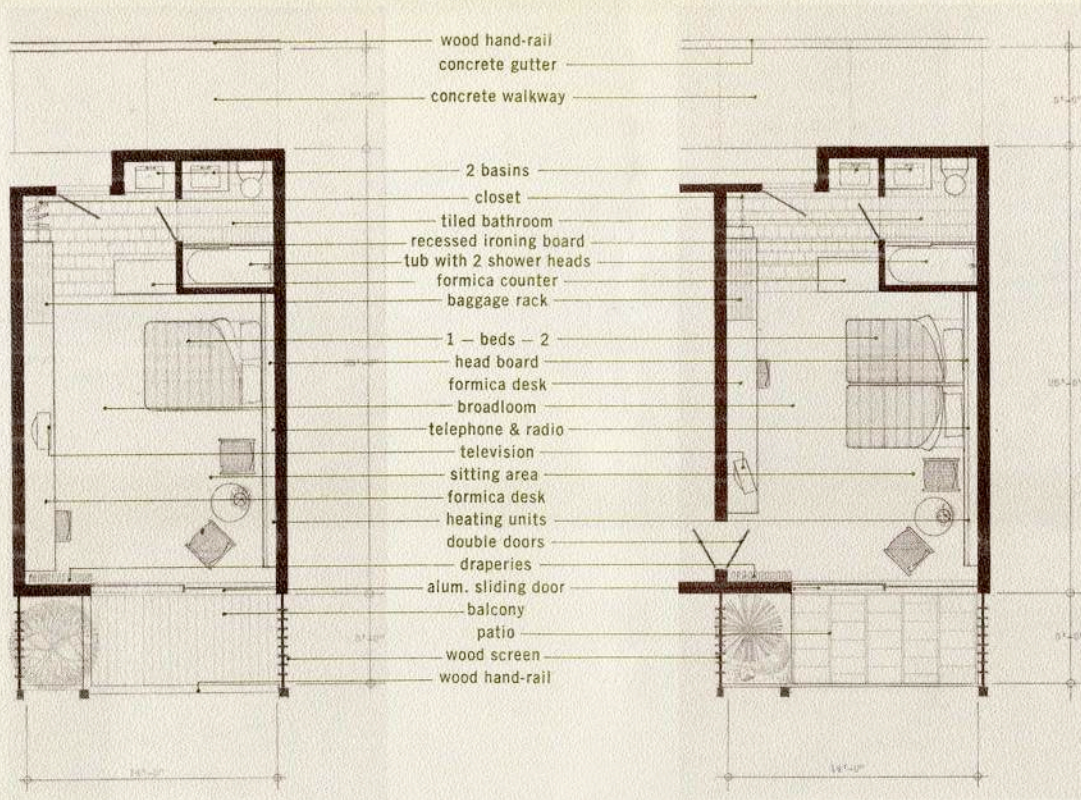 wood hand-rail
concrete gutter
concrete walkway
2 basins
closet
tiled bathroom
recessed ironing board
tub with 2 shower heads
formica counter
baggage rack
1 – beds – 2
head board
formica desk
broadloom
telephone & radio
television
sitting area
formica desk
heating units
double doors
draperies
alum. sliding door
balcony
patio
wood screen
wood hand-rail